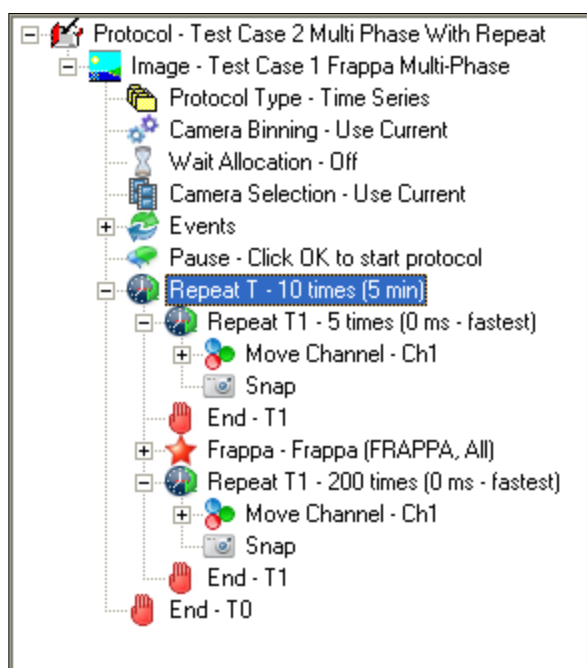 Protocol - Test Case 2 Multi Phase With Repeat
Image - Test Case 1 Frappa Multi-Phase
Protocol Type - Time Series
Camera Binning - Use Current
Wait Allocation - Off
Camera Selection - Use Current
Events
Pause - Click OK to start protocol
Repeat T - 10 times (5 min)
Repeat T1 - 5 times (0 ms - fastest)
Move Channel - Ch1
Snap
End - T1
Frappa - Frappa (FRAPPA, All)
Repeat T1 - 200 times (0 ms - fastest)
Move Channel - Ch1
Snap
End - T1
End - T0